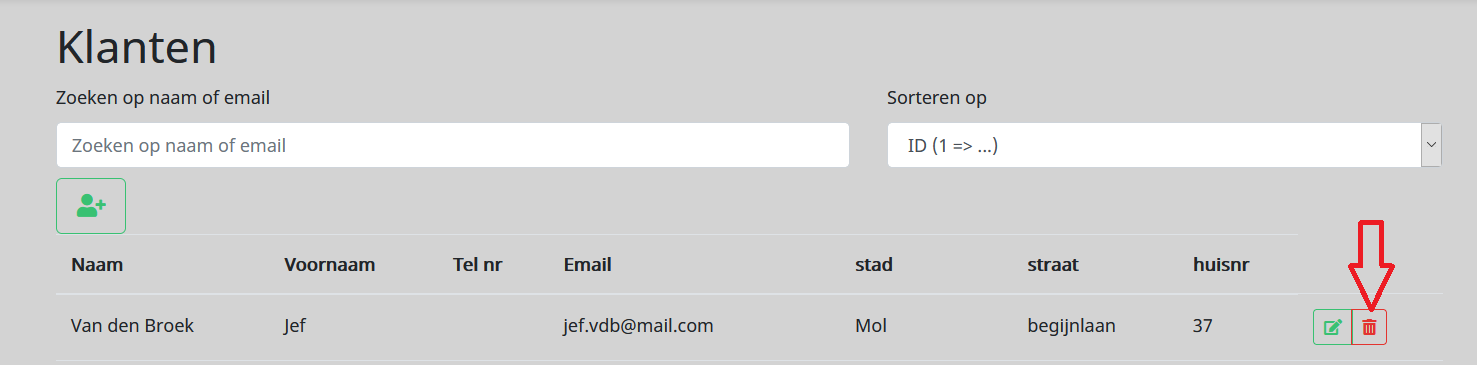 Klanten
Zoeken op naam of email
Sorteren op
Zoeken op naam of email
ID (1 => ...)
Naam Voornaam Tel nr Email stad straat huisnr
Van den Broek Jef jef.vdb@mail.com Mol begijnlaan 37